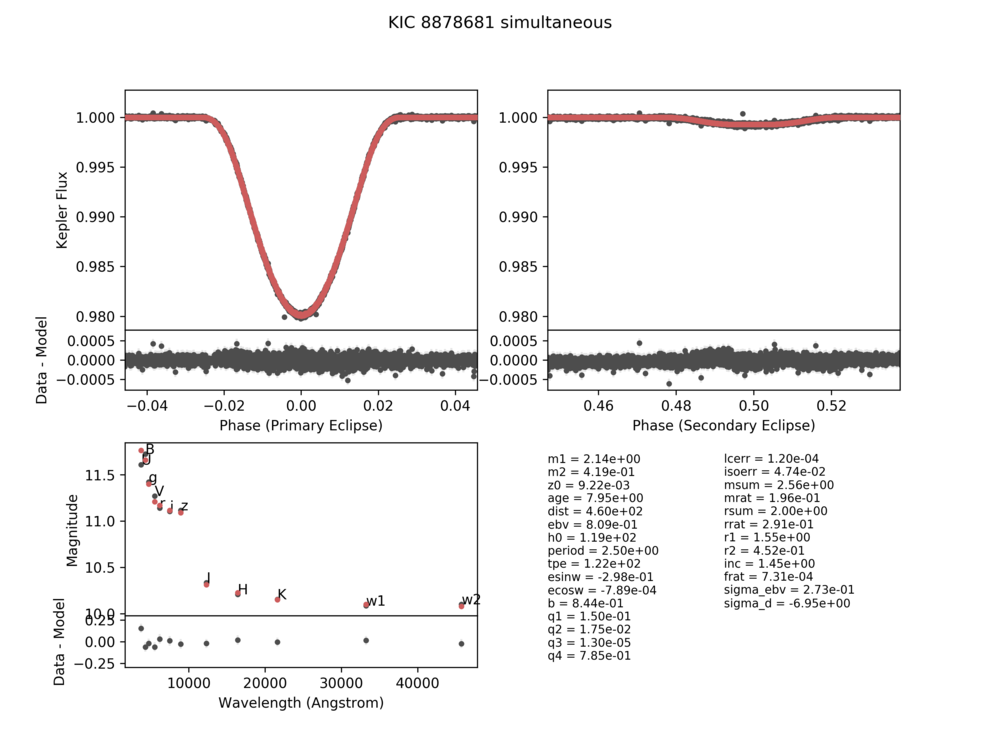 KIC 8878681 simultaneous
1.000
0.995
0.990
0.985
0.980
Kepler Flux
0.0005
0.0000
−0.0005
Data - Model
−0.04 −0.02 0.00 0.02 0.04
Phase (Primary Eclipse)
1.000
0.995
0.990
0.985
0.980
0.0005
0.0000
−0.0005
0.46 0.48 0.50 0.52
Phase (Secondary Eclipse)
11.5
11.0
10.5
10.0
Magnitude
B
g
V
r i z
J
H
K
w1
w2
0.25
0.00
−0.25
Data - Model
10000 20000 30000 40000
Wavelength (Angstrom)
m1 = 2.14e+00
m2 = 4.19e-01
z0 = 9.22e-03
age = 7.95e+00
dist = 4.60e+02
ebv = 8.09e-01
h0 = 1.19e+02
period = 2.50e+00
tpe = 1.22e+02
esinw = -2.98e-01
ecosw = -7.89e-04
b = 8.44e-01
q1 = 1.50e-01
q2 = 1.75e-02
q3 = 1.30e-05
q4 = 7.85e-01
lcerr = 1.20e-04
isoerr = 4.74e-02
msum = 2.56e+00
mrat = 1.96e-01
rsum = 2.00e+00
rrat = 2.91e-01
r1 = 1.55e+00
r2 = 4.52e-01
inc = 1.45e+00
frat = 7.31e-04
sigma_ebv = 2.73e-01
sigma_d = -6.95e+00